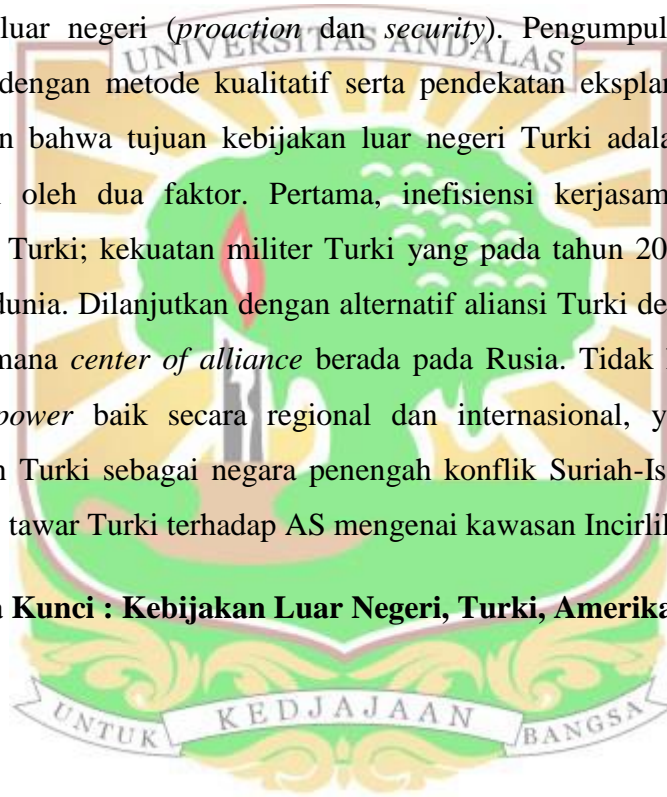 luar negeri (proaction dan security). Pengumpul
UNIVERSITAS ANDALAS
dengan metode kualitatif serta pendekatan eksplan
n bahwa tujuan kebijakan luar negeri Turki adala
oleh dua faktor. Pertama, inefisiensi kerjasam
Turki; kekuatan militer Turki yang pada tahun 20
dunia. Dilanjutkan dengan alternatif aliansi Turki de
mana center of alliance berada pada Rusia. Tidak
power baik secara regional dan internasional, y
n Turki sebagai negara penengah konflik Suriah-Is
tawar Turki terhadap AS mengenai kawasan Incirli
a Kunci : Kebijakan Luar Negeri, Turki, Amerika
UNTUK KEDJAJAAN BANGSA